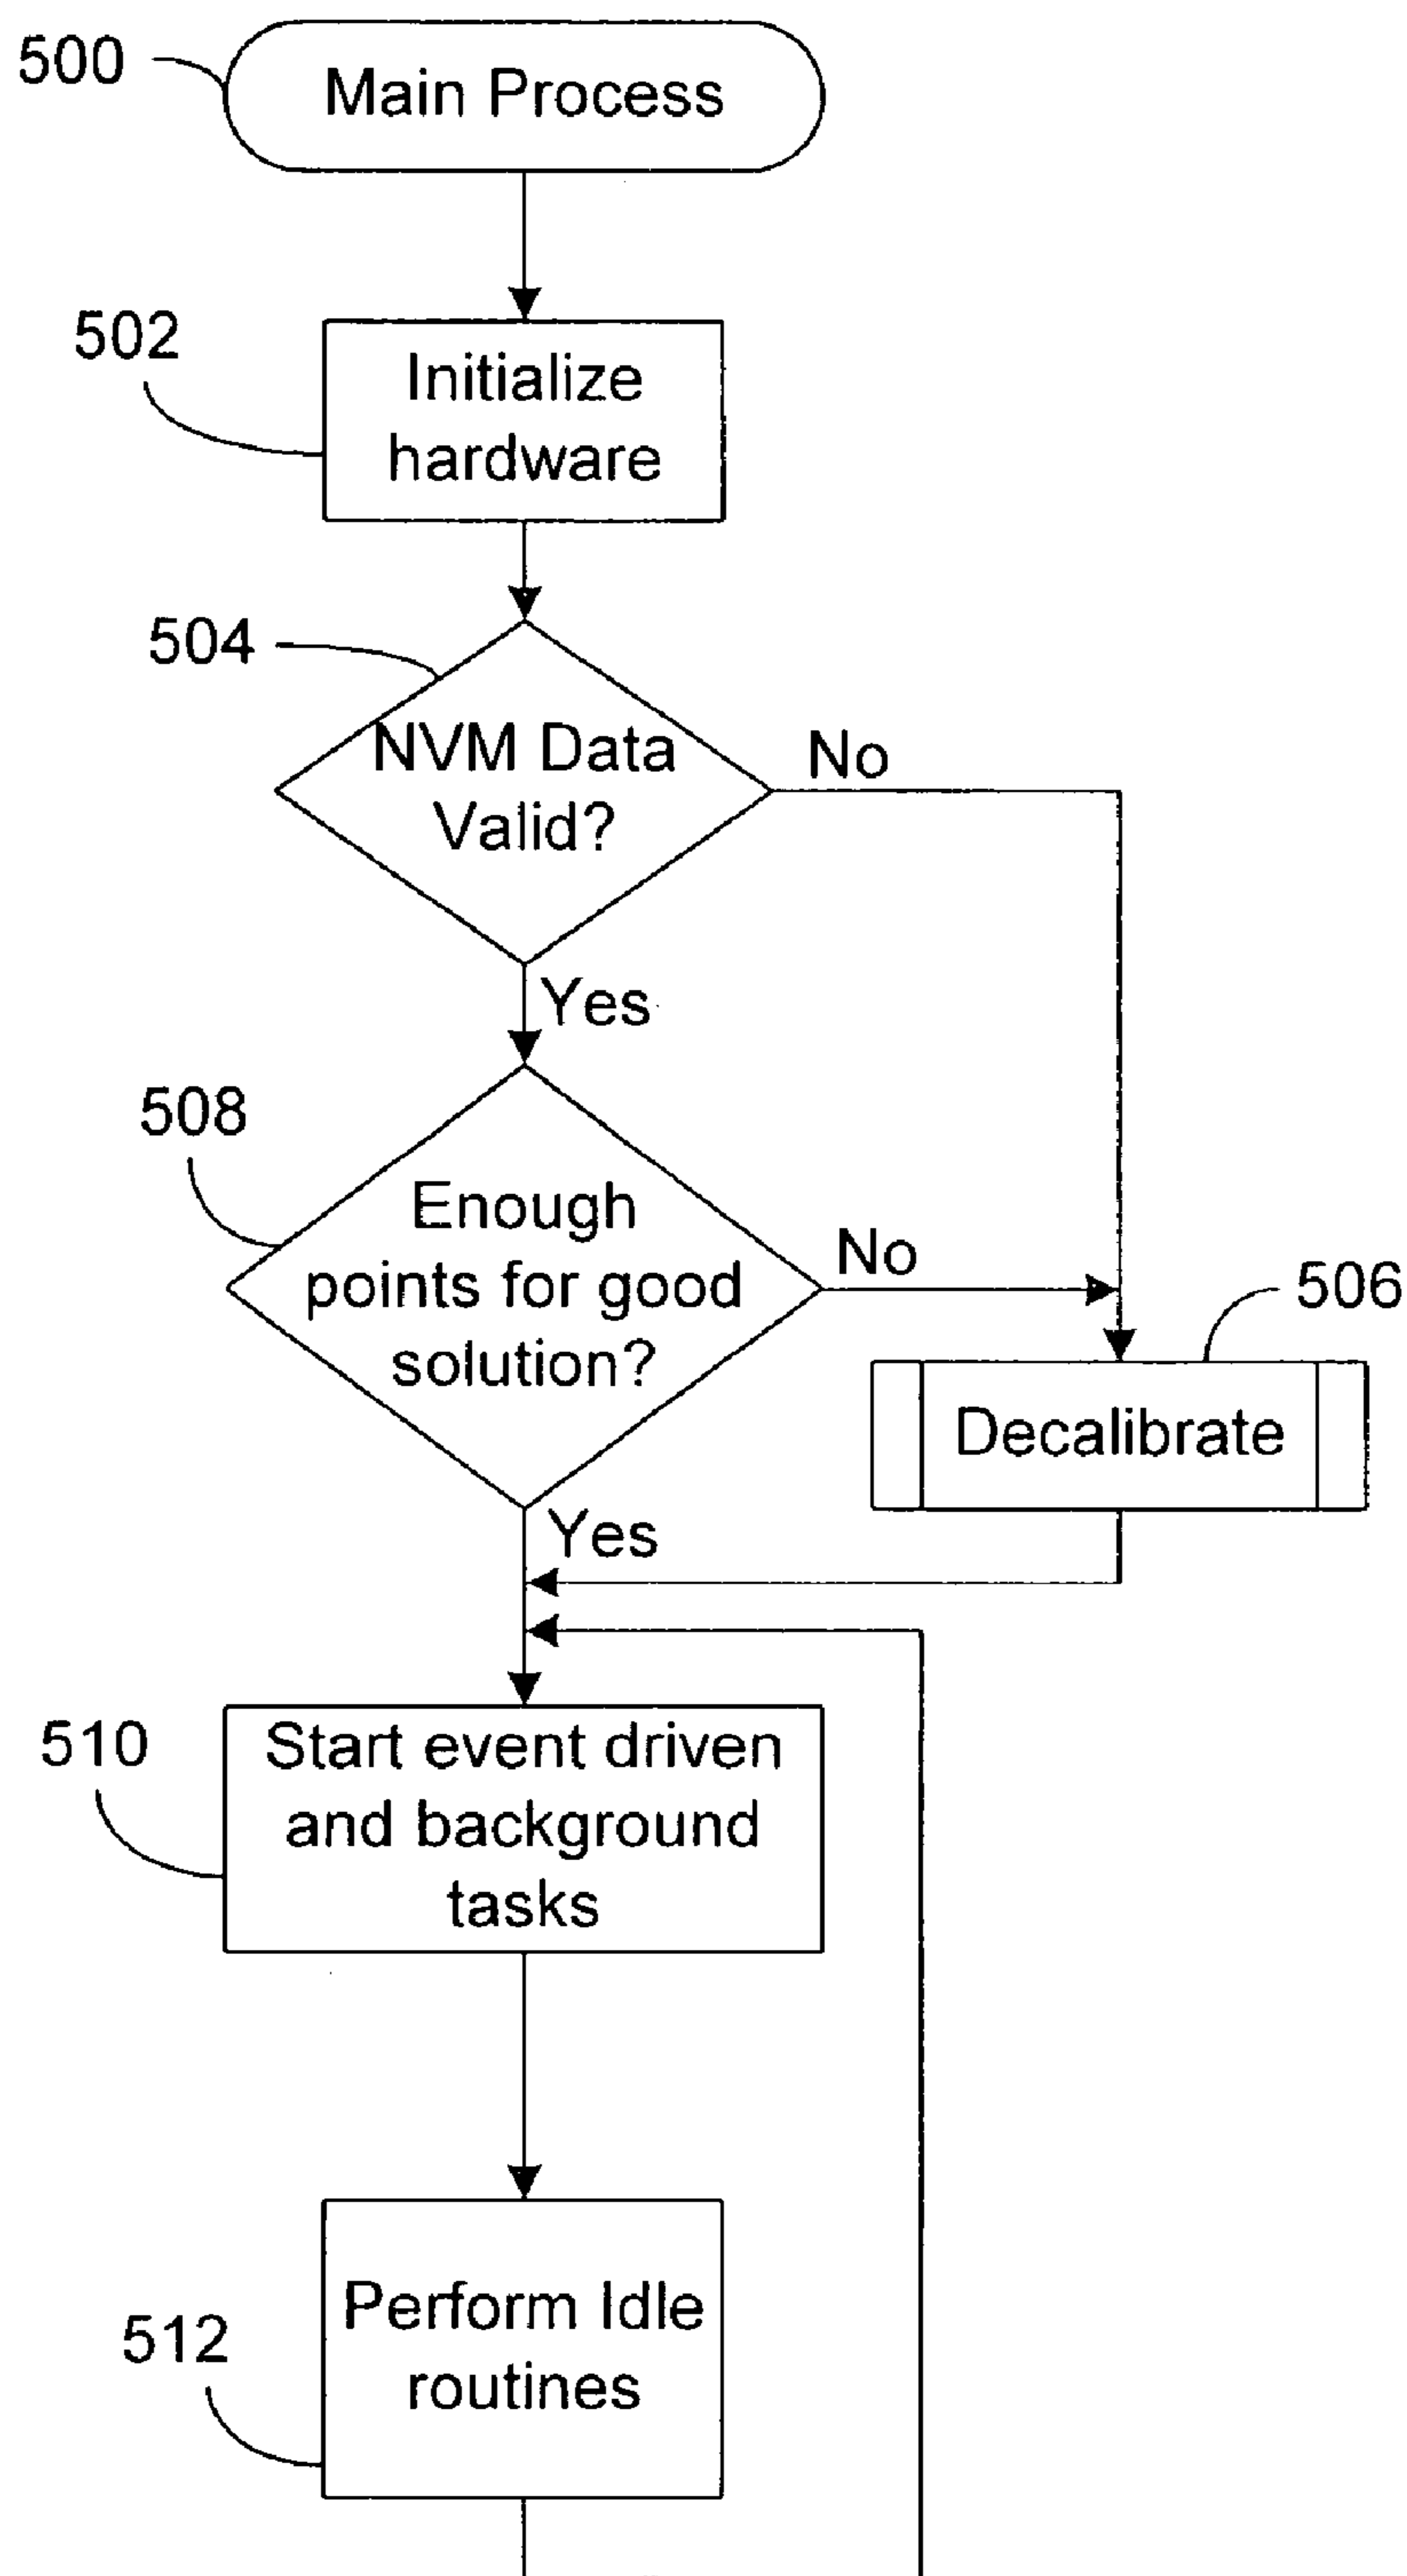 500
Main Process
502
Initialize
hardware
504
NVM Data
Valid?
No
Yes
508
Enough
points for good
solution?
No
506
Decalibrate
Yes
510
Start event driven
and background
tasks
512
Perform Idle
routines